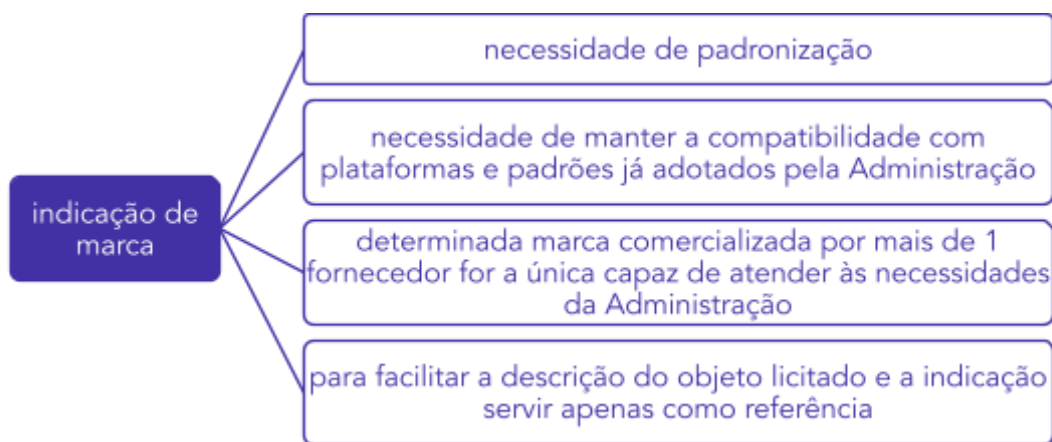 necessidade de padronização
necessidade de manter a compatibilidade com
plataformas e padrões já adotados pela Administração
indicação de
marca
determinada marca comercializada por mais de 1
fornecedor for a única capaz de atender às necessidades
da Administração
para facilitar a descrição do objeto licitado e a indicação
servir apenas como referência